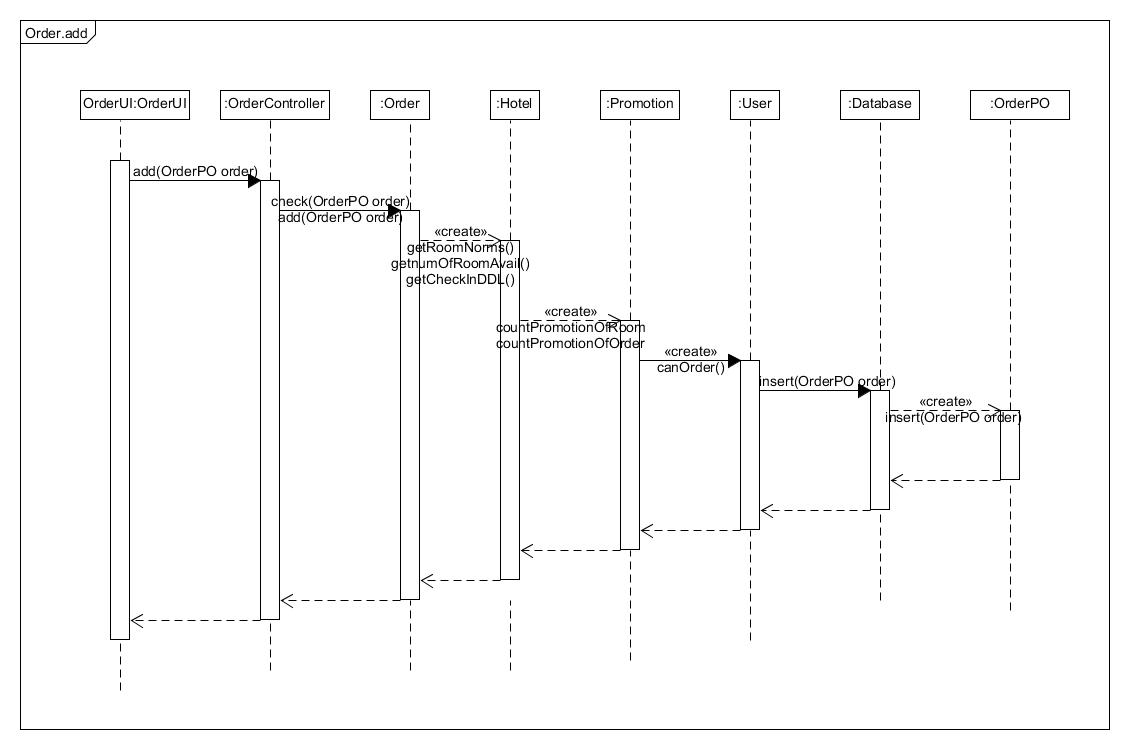 Order.add
OrderUI:OrderUI
:OrderController
:Order
:Hotel
:Promotion
:User
:Database
:OrderPO
add(OrderPO order)
check(OrderPO order)
add(OrderPO order)
«create»
getRoomNorms()
getnumOfRoomAvail()
getCheckInDDL()
«create»
countPromotionOfRoom
countPromotionOfOrder
«create»
canOrder()
insert(OrderPO order)
«create»
insert(OrderPO order)